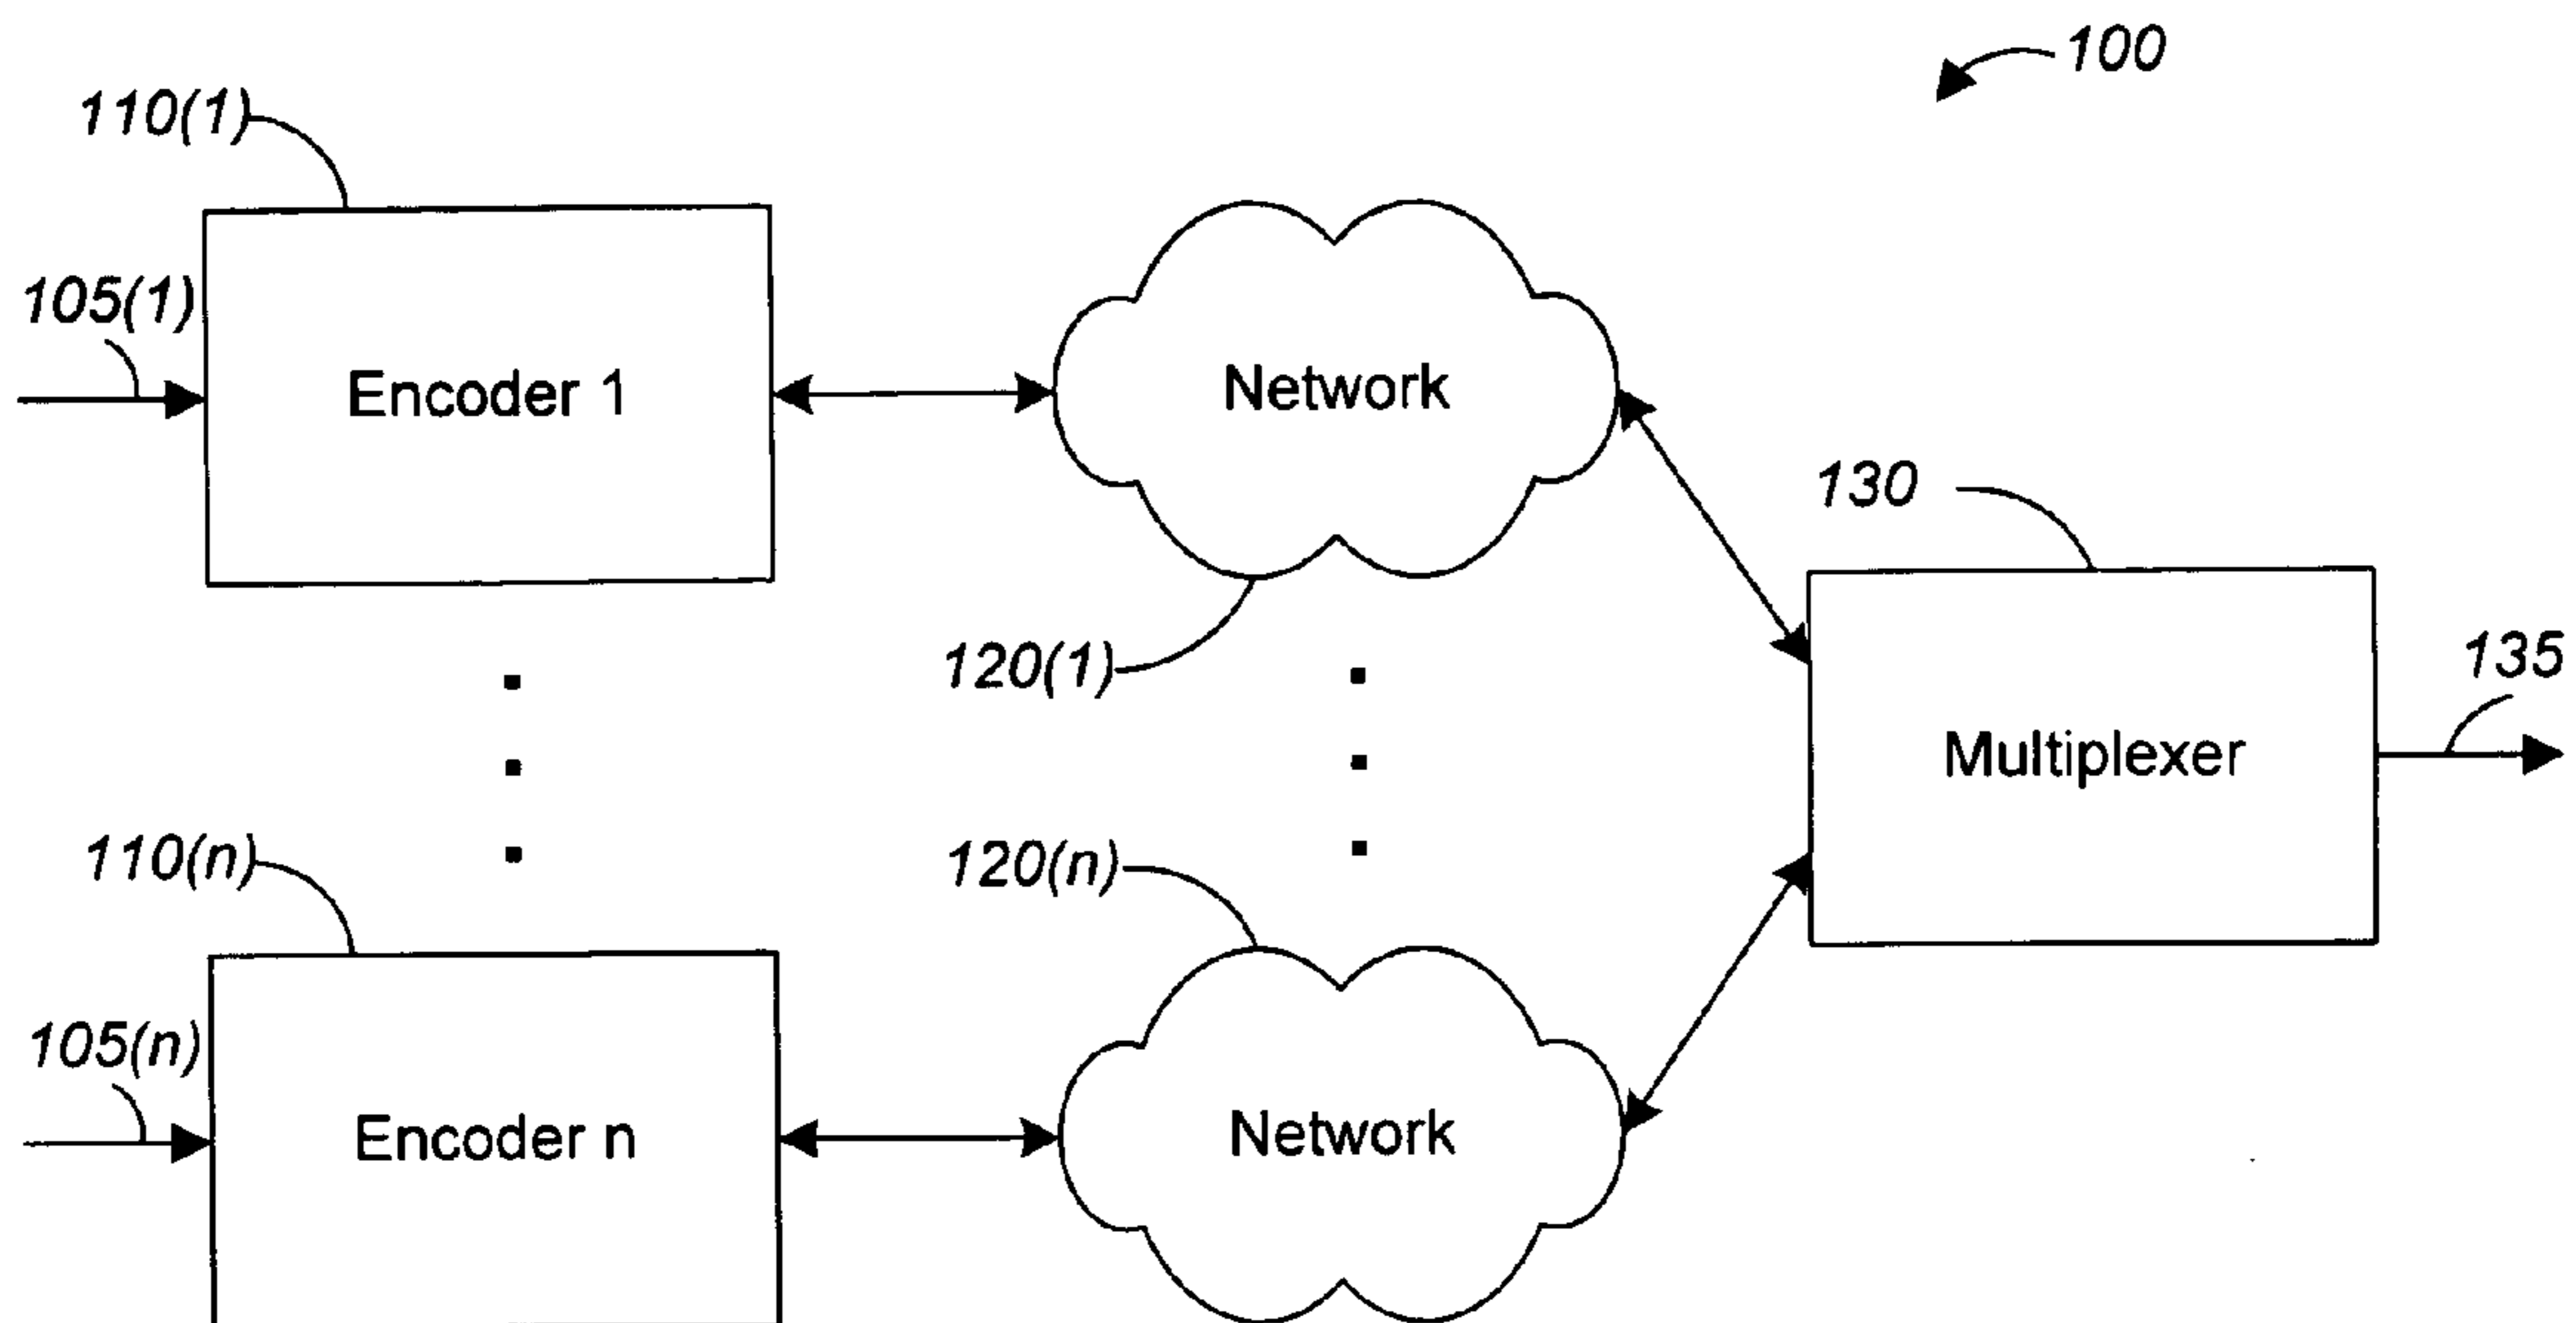 100
110(1)
105(1)
Encoder 1
Network
130
120(1)
135
Multiplexer
110(n)
120(n)
105(n)
Encoder n
Network